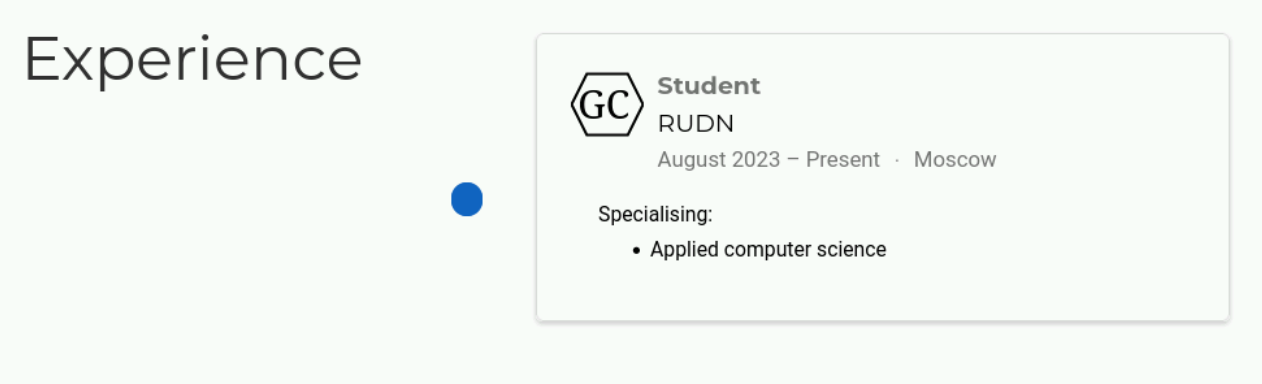 Experience
GC
Student
RUDN
August 2023 – Present · Moscow
Specialising:
• Applied computer science